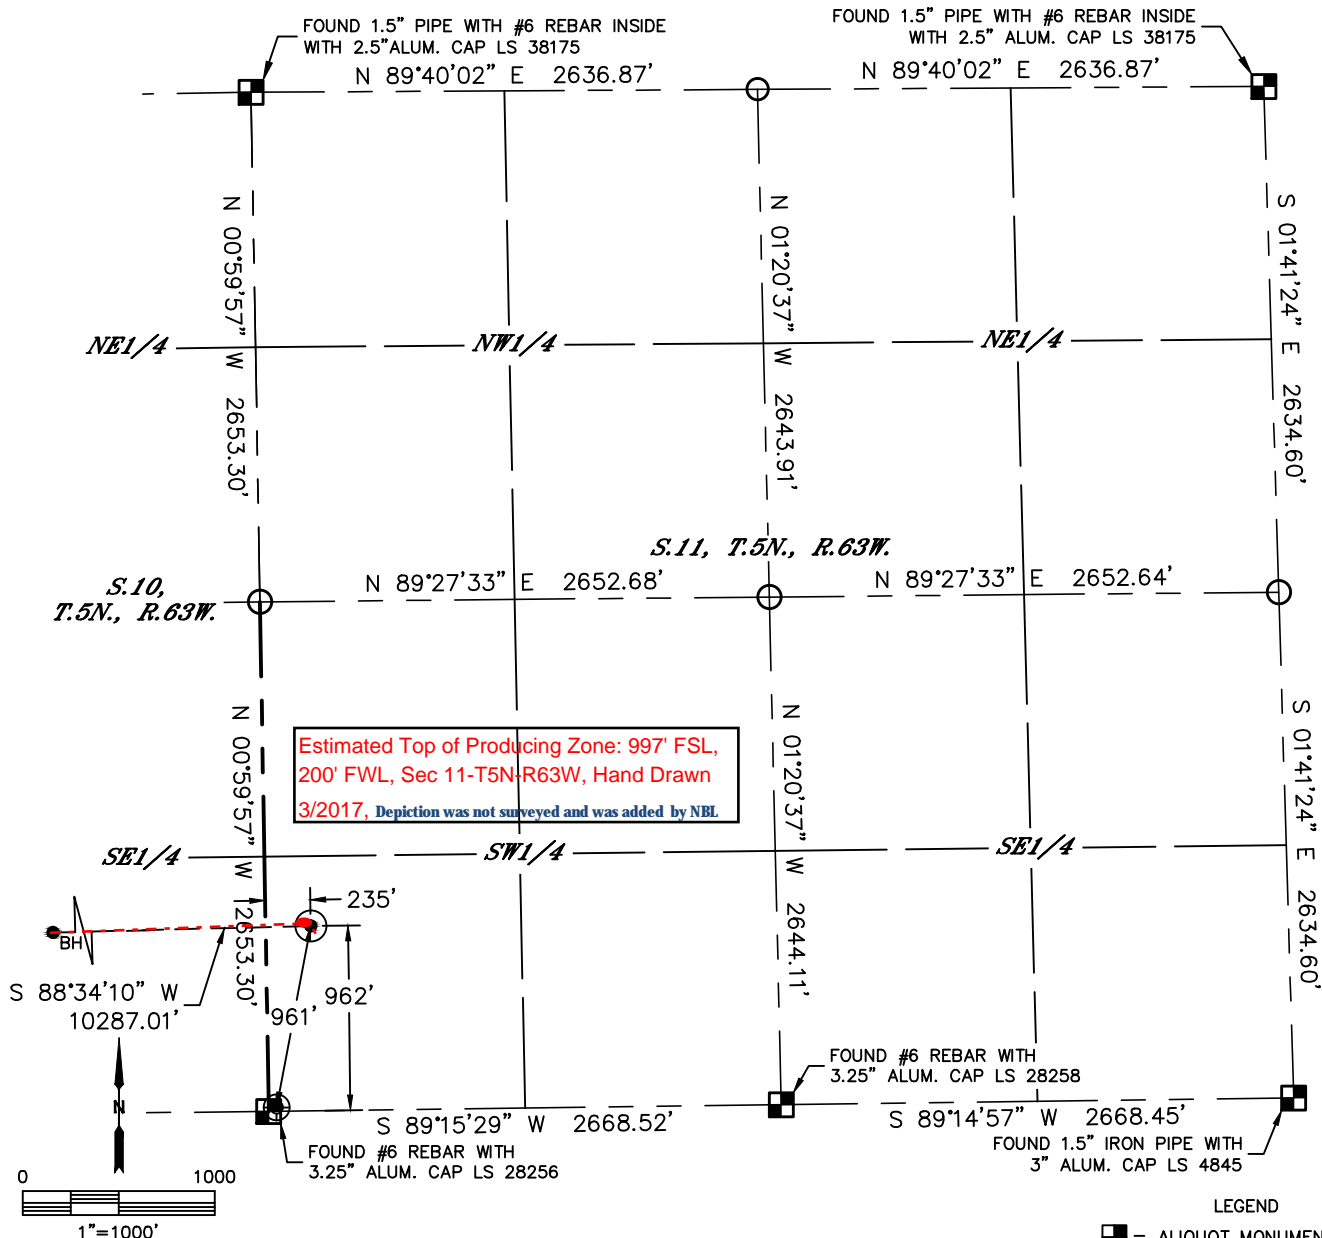 FOUND 1.5” PIPE WITH #6 REBAR INSIDE
WITH 2.5”ALUM. CAP LS 38175
FOUND 1.5” PIPE WITH #6 REBAR INSIDE
WITH 2.5” ALUM. CAP LS 38175
N 89°40’02” E 2636.87’
N 89°40’02” E 2636.87’
N 00°59’57” W 2653.30’
N 01°20’37” W 2643.91’
S 01°41’24” E 2634.60’
NE1/4
NW1/4
NE1/4
S.11, T.5N., R.63W.
S.10,
T.5N., R.63W.
N 89°27’33” E 2652.68’
N 89°27’33” E 2652.64’
N 00°59’57” W 2653.30’
N 01°20’37” W 2644.11’
S 01°41’24” E 2634.60’
Estimated Top of Producing Zone: 997' FSL,
200' FWL, Sec 11-T5N-R63W, Hand Drawn
3/2017, Depiction was not surveyed and was added by NBL
SE1/4
SW1/4
SE1/4
235’
BH
S 88°34’10” W
10287.01’
961’
962’
N
FOUND #6 REBAR WITH
3.25” ALUM. CAP LS 28258
S 89°15’29” W 2668.52’
S 89°14’57” W 2668.45’
FOUND #6 REBAR WITH
3.25” ALUM. CAP LS 28256
FOUND 1.5” IRON PIPE WITH
3” ALUM. CAP LS 4845
0 1000
1”=1000’
LEGEND
= ALIQUOT MONUMEN